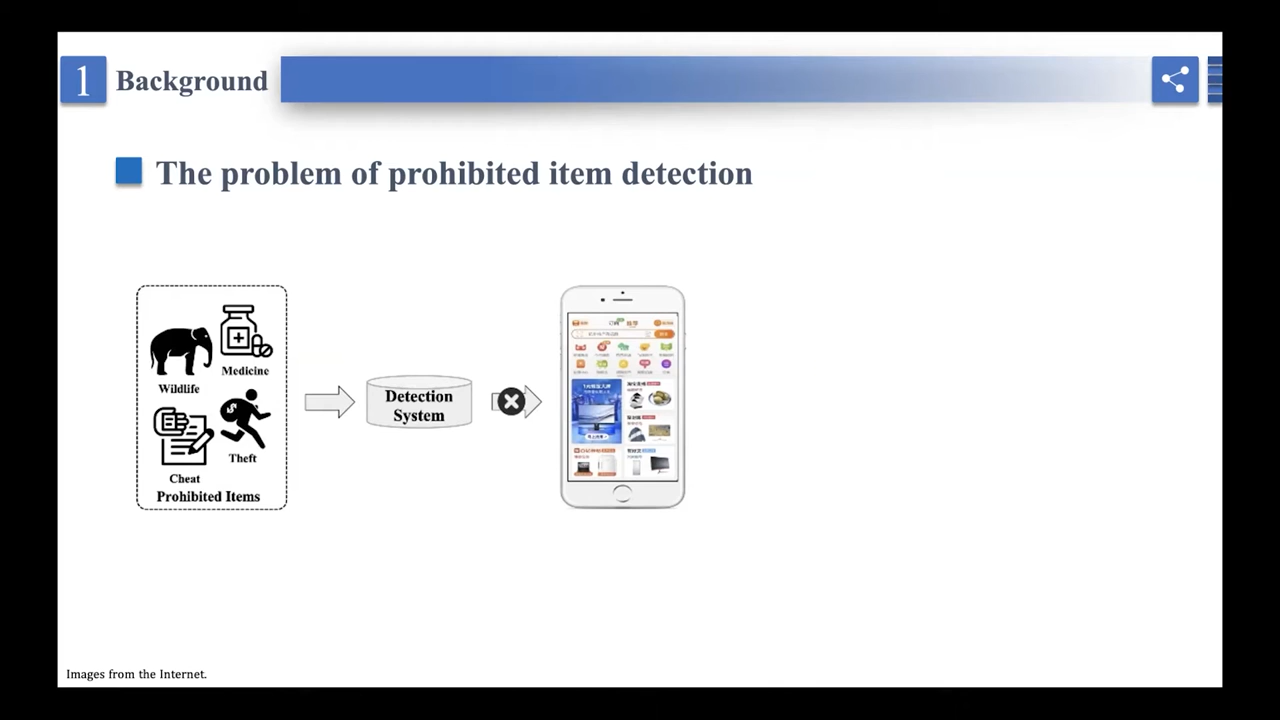 1 Background
The problem of prohibited item detection
Wildlife
Medicine
Cheat
Theft
Prohibited Items
Detection
System
Images from the Internet.